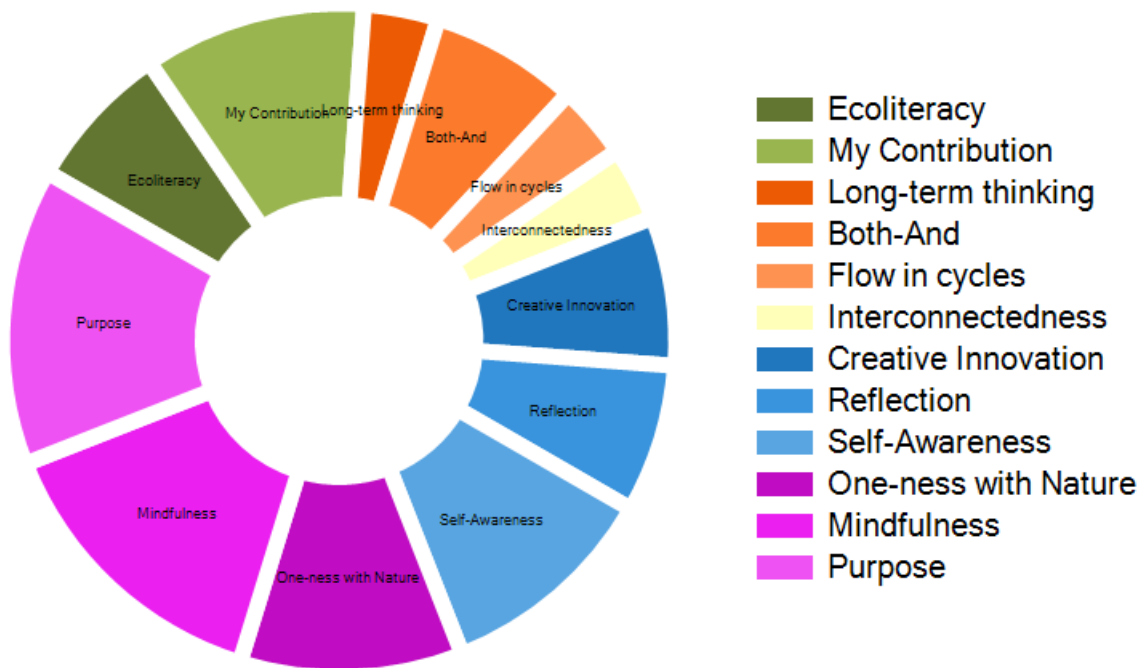 My Contribution
Long-term thinking
Both-And
Ecoliteracy
Flow in cycles
Interconnectedness
Creative Innovation
Purpose
Reflection
Mindfulness
Self-Awareness
One-ness with Nature
Ecoliteracy
My Contribution
Long-term thinking
Both-And
Flow in cycles
Interconnectedness
Creative Innovation
Reflection
Self-Awareness
One-ness with Nature
Mindfulness
Purpose